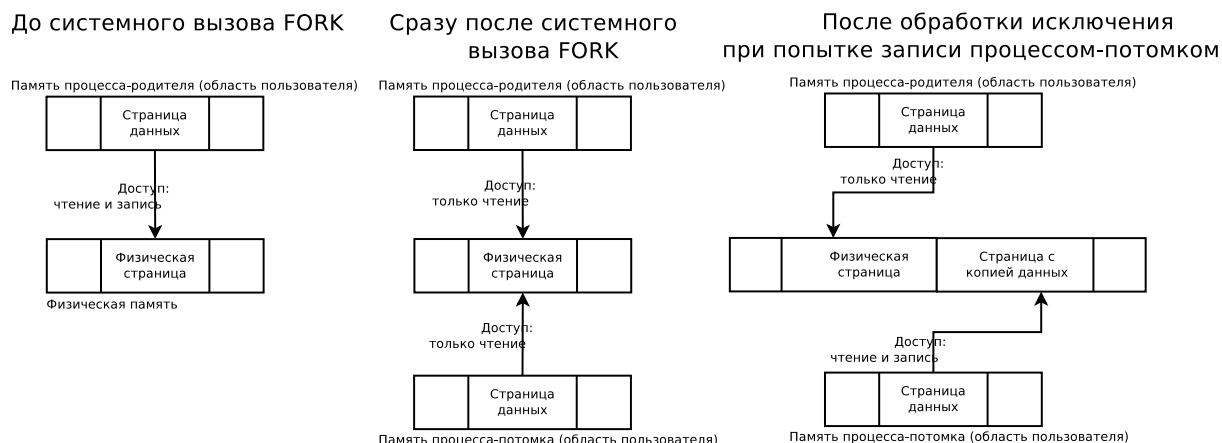 До системного вызова FORK
Память процесса-родителя (область пользователя)
Страница
данных
Доступ:
чтение и запись
Физическая
страница
Физическая память
Сразу после системного
вызова FORK
Память процесса-родителя (область пользователя)
Страница
данных
Доступ:
только чтение
Физическая
страница
Доступ:
только чтение
Страница
данных
Память процесса-потомка (область пользователя)
После обработки исключения
при попытке записи процессом-потомком
Память процесса-родителя (область пользователя)
Страница
данных
Доступ:
только чтение
Физическая
страница
Страница с
копией данных
Доступ:
чтение и запись
Страница
данных
Память процесса-потомка (область пользователя)